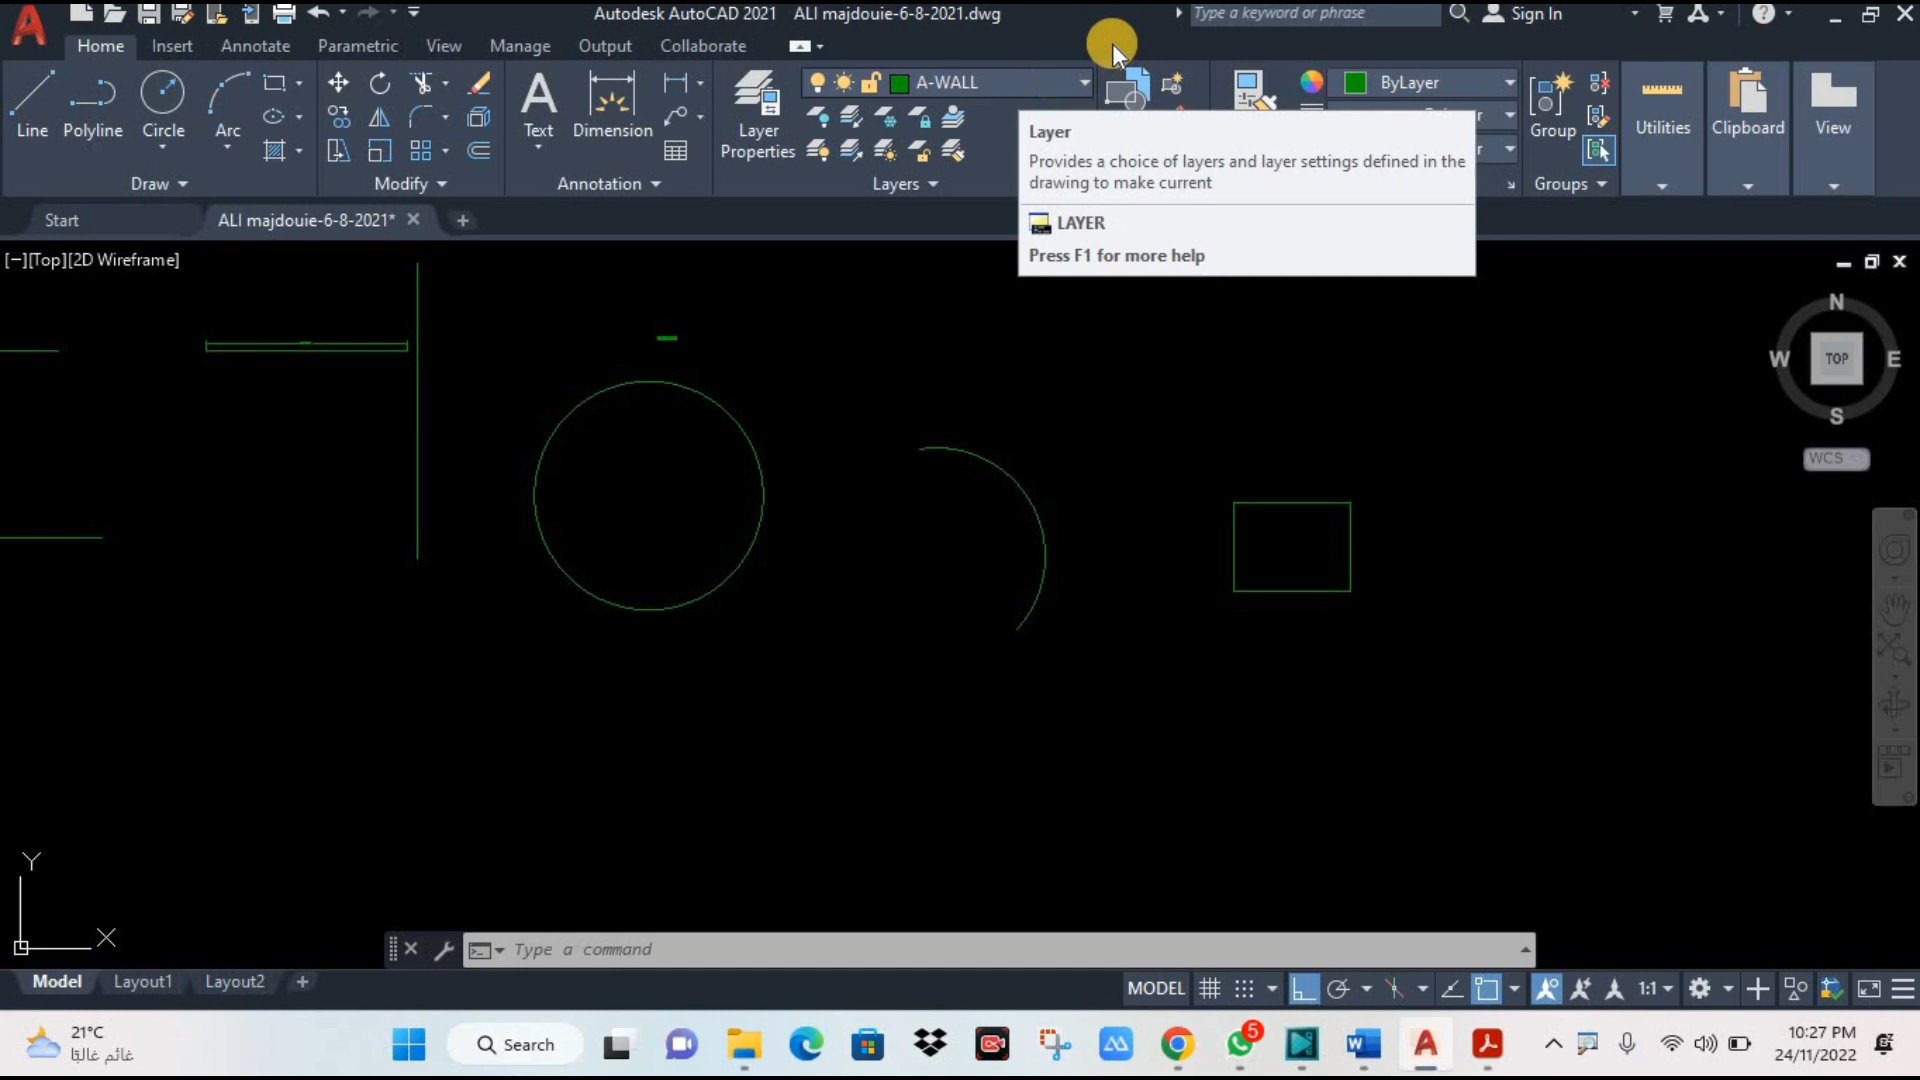 Autodesk AutoCAD 2021 ALI majdouie-6-8-2021.dwg
Type a keyword or phrase
Sign In
Home Insert Annotate Parametric View Manage Output Collaborate
A-WALL
ByLayer
Line Polyline Circle Arc
Text Dimension
Layer
Properties
Group
Utilities Clipboard View
Draw Modify Annotation Layers Groups
Layer
Provides a choice of layers and layer settings defined in the
drawing to make current
LAYER
Press F1 for more help
Start ALI majdouie-6-8-2021*
[−][Top][2D Wireframe]
N
W TOP E
S
WCS
Y
X
Type a command
Model Layout1 Layout2
MODEL 1:1
21°C
غائم غالبًا
Search
5
10:27 PM
24/11/2022